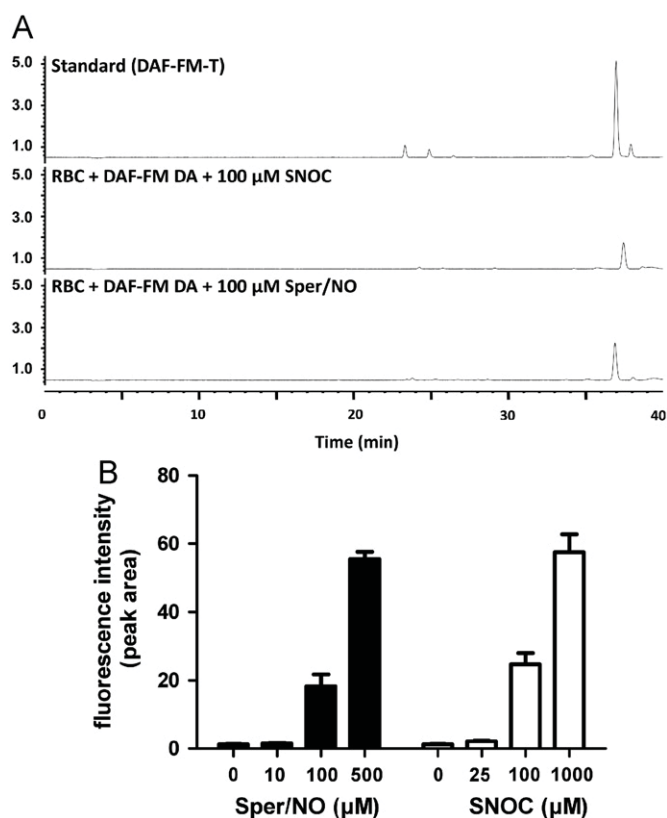 A
5.0
Standard (DAF-FM-T)
3.0
1.0
5.0
RBC + DAF-FM DA + 100 μM SNOC
3.0
1.0
5.0
RBC + DAF-FM DA + 100 μM Sper/NO
3.0
1.0
0 10 20 30 40
Time (min)
B
fluorescence intensity
(peak area)
80
60
40
20
0
0 10 100 500 0 25 100 1000
Sper/NO (μM) SNOC (μM)